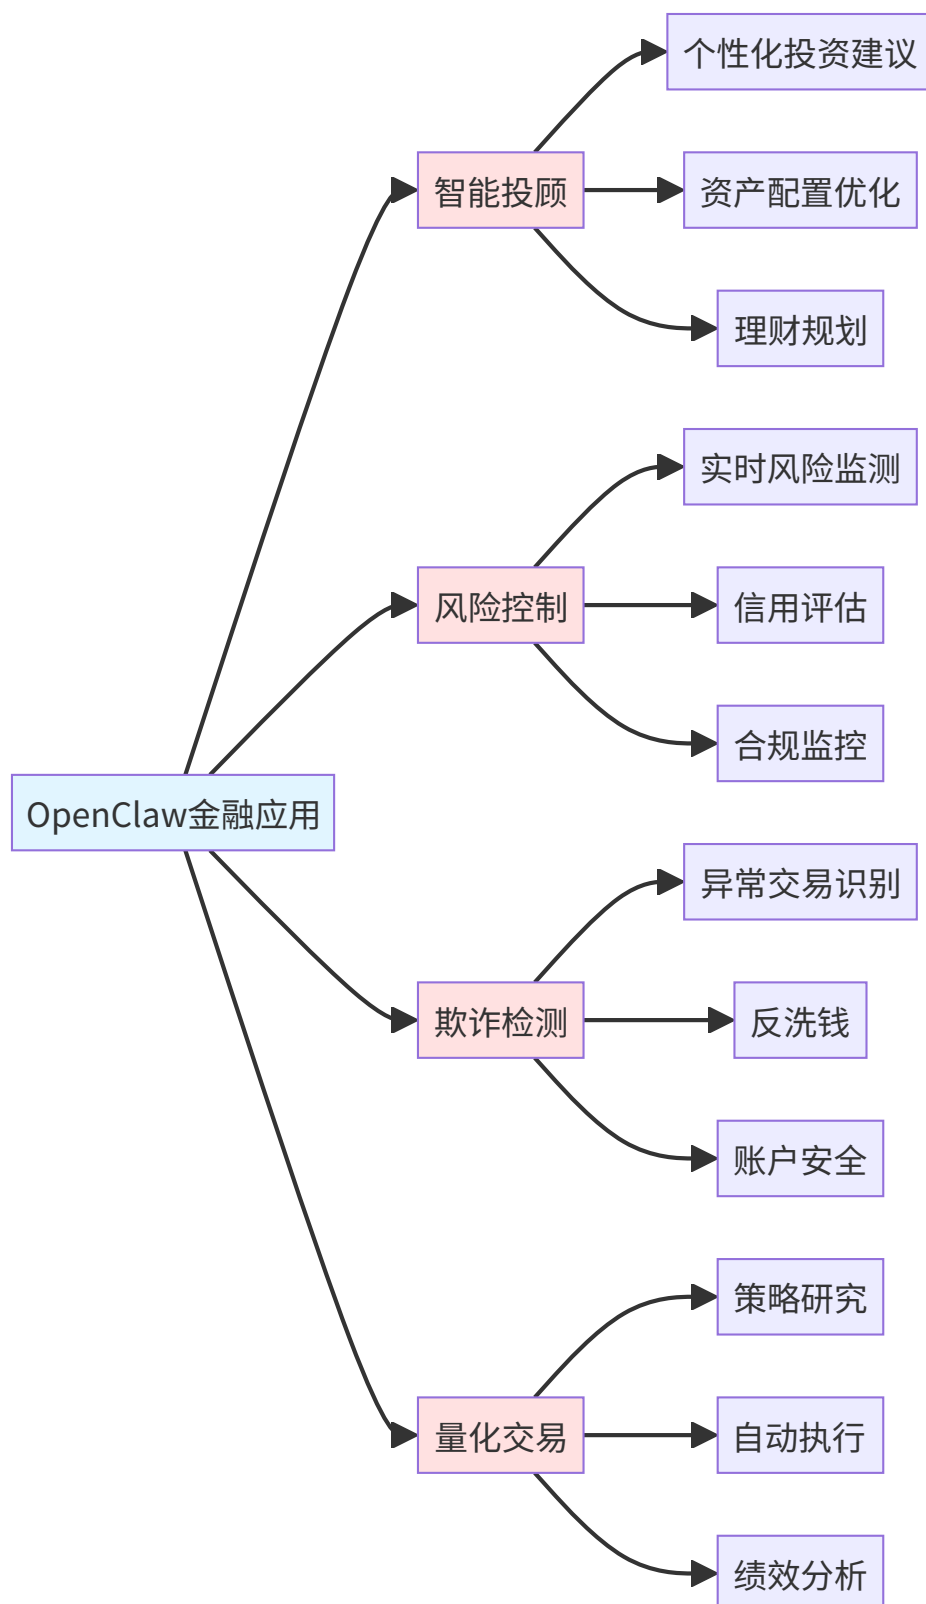 OpenClaw金融应用
智能投顾
个性化投资建议
资产配置优化
理财规划
风险控制
实时风险监测
信用评估
合规监控
欺诈检测
异常交易识别
反洗钱
账户安全
量化交易
策略研究
自动执行
绩效分析